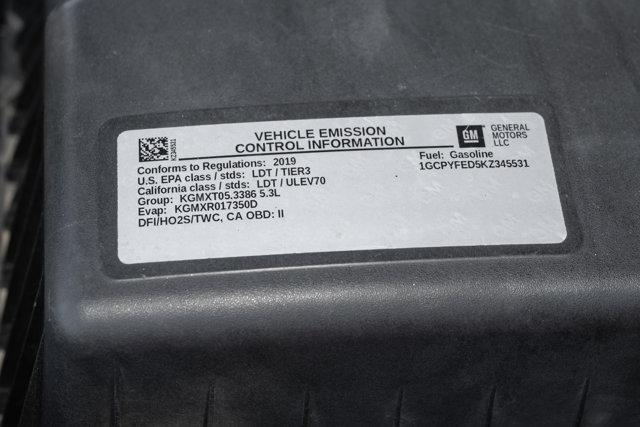 VEHICLE EMISSION
CONTROL INFORMATION
GM
GENERAL
MOTORS
LLC
KZ345531
Conforms to Regulations: 2019
Fuel: Gasoline
U.S. EPA class / stds: LDT / TIER3
1GCPYFED5KZ345531
California class / stds: LDT / ULEV70
Group: KGMXT05.3386 5.3L
Evap: KGMXR017350D
DFI/HO2S/TWC, CA OBD: II